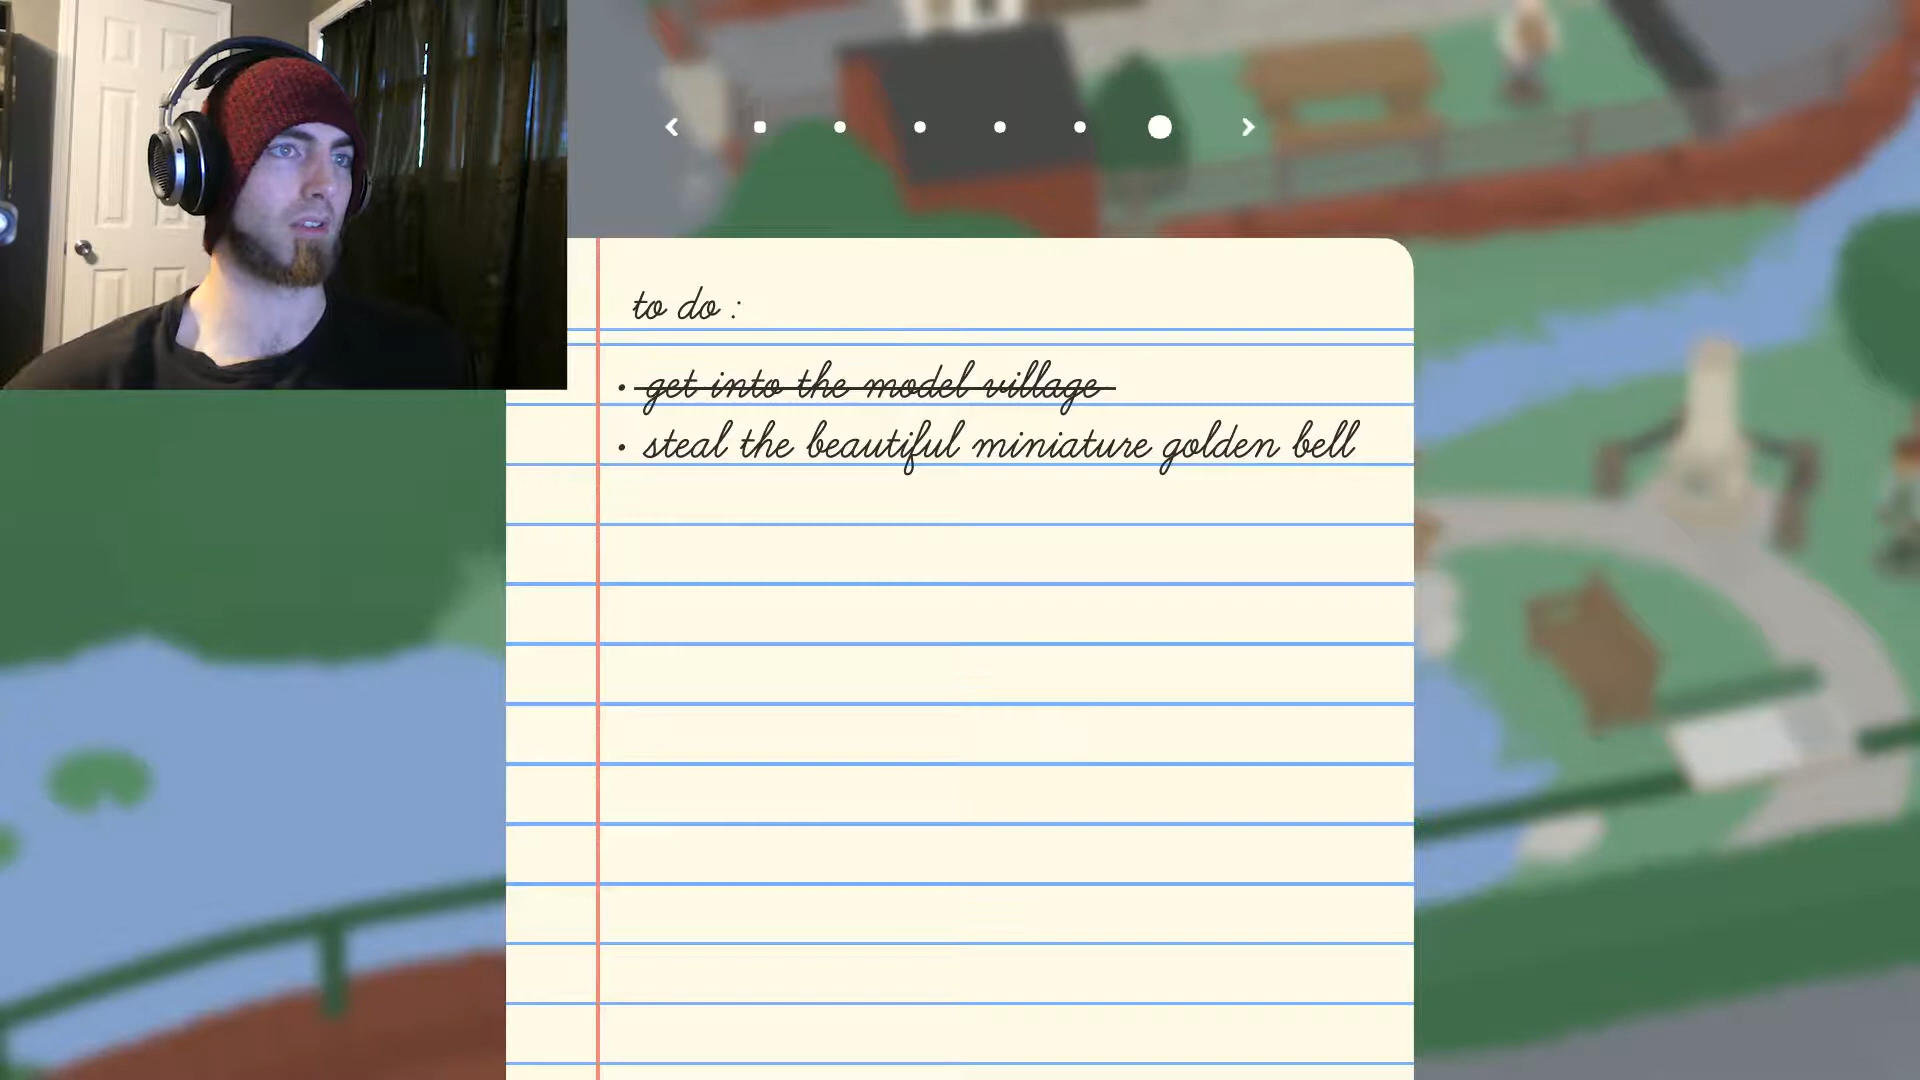 to do :
• get into the model village
• steal the beautiful miniature golden bell